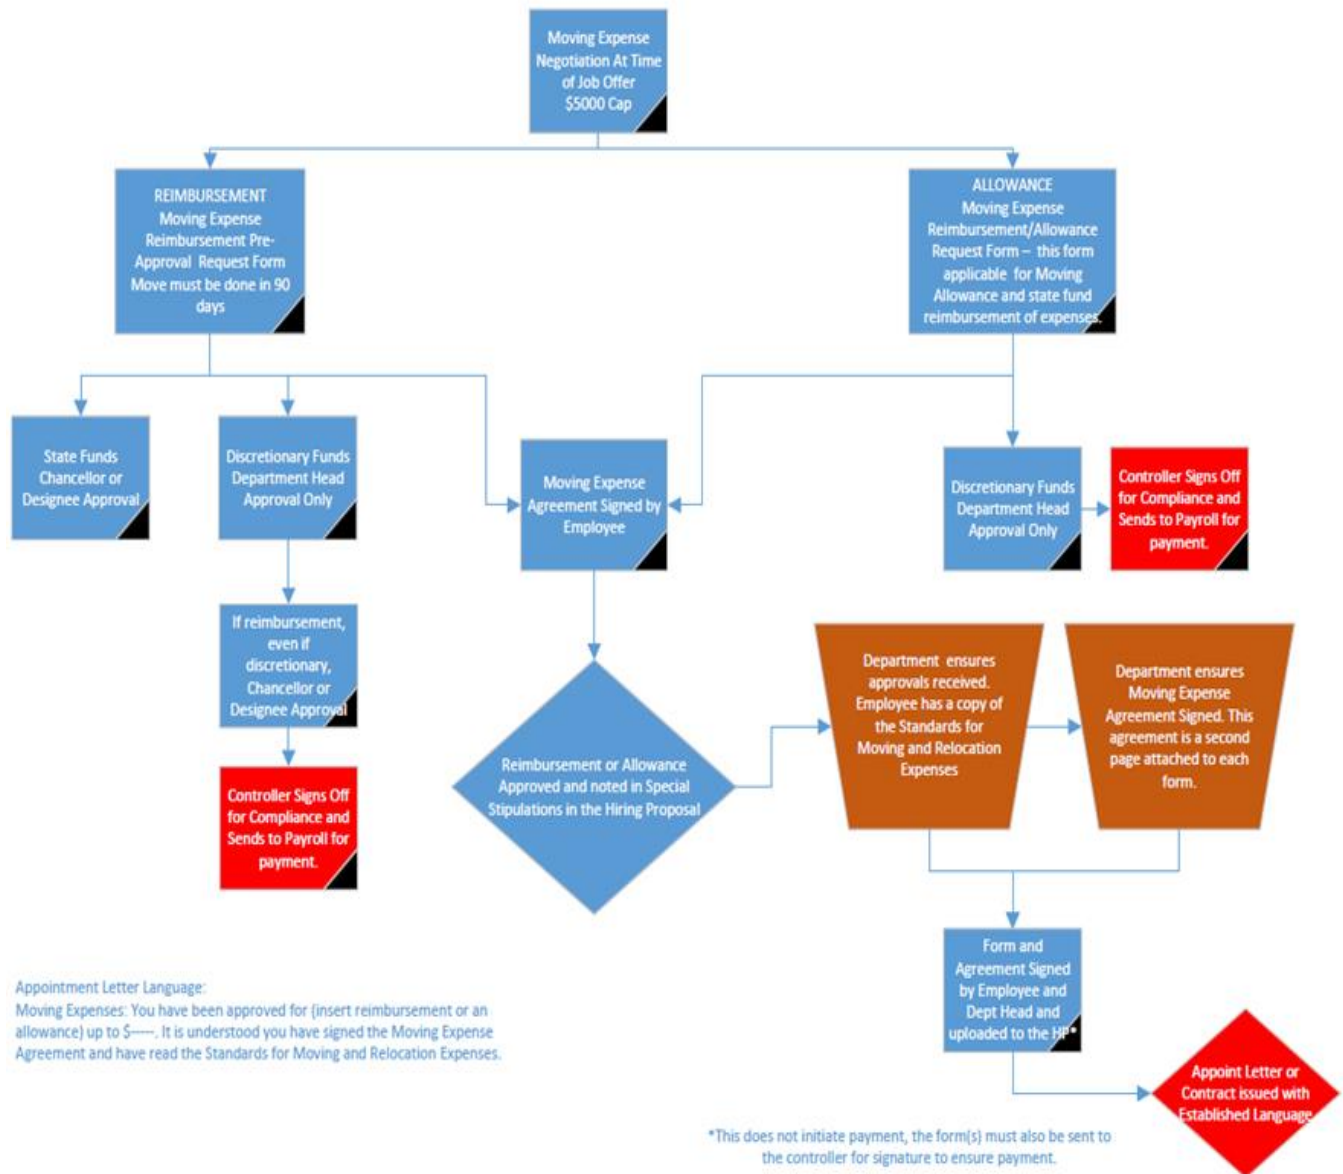 Moving Expense
Negotiation At Time
of Job Offer
$5000 Cap
REIMBURSEMENT
Moving Expense
Reimbursement Pre-
Approval Request Form
Move must be done in 90
days
ALLOWANCE
Moving Expense
Reimbursement/Allowance
Request Form – this form
applicable for Moving
Allowance and state fund
reimbursement of expenses.
State Funds
Chancellor or
Designee Approval
Discretionary Funds
Department Head
Approval Only
Moving Expense
Agreement Signed by
Employee
Discretionary Funds
Department Head
Approval Only
Controller Signs Off
for Compliance and
Sends to Payroll for
payment.
If reimbursement,
even if
discretionary,
Chancellor or
Designee Approval
Controller Signs Off
for Compliance and
Sends to Payroll for
payment.
Reimbursement or Allowance
Approved and noted in Special
Stipulations in the Hiring Proposal
Department ensures
approvals received.
Employee has a copy of
the Standards for
Moving and Relocation
Expenses
Department ensures
Moving Expense
Agreement Signed. This
agreement is a second
page attached to each
form.
Form and
Agreement Signed
by Employee and
Dept Head and
uploaded to the HP*
Appoint Letter or
Contract issued with
Established Language
Appointment Letter Language:
Moving Expenses: You have been approved for (insert reimbursement or an
allowance) up to $-----. It is understood you have signed the Moving Expense
Agreement and have read the Standards for Moving and Relocation Expenses.
*This does not initiate payment, the form(s) must also be sent to
the controller for signature to ensure payment.